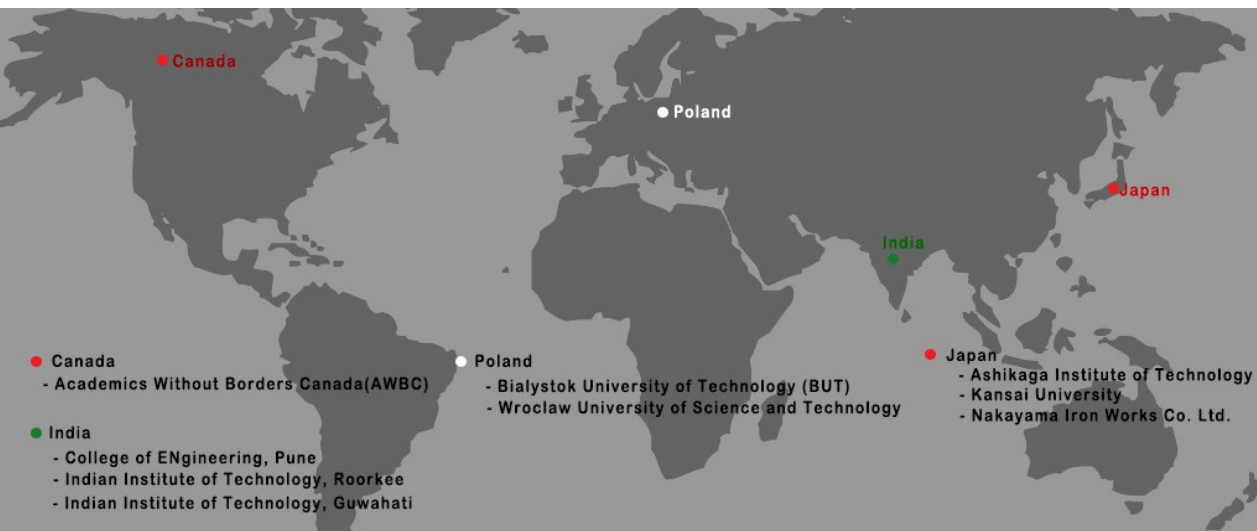 Canada
Poland
Japan
India
Canada
- Academics Without Borders Canada(AWBC)
India
- College of ENgineering, Pune
- Indian Institute of Technology, Roorkee
- Indian Institute of Technology, Guwahati
Poland
- Bialystok University of Technology (BUT)
- Wroclaw University of Science and Technology
Japan
- Ashikaga Institute of Technology
- Kansai University
- Nakayama Iron Works Co. Ltd.